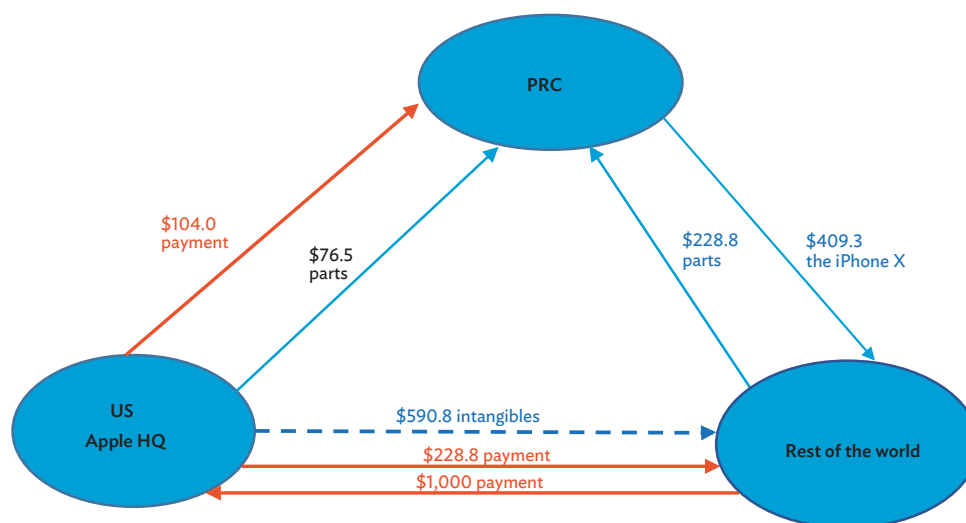 PRC
$104.0
payment
$76.5
parts
$228.8
parts
$409.3
the iPhone X
US
Apple HQ
$590.8 intangibles
Rest of the world
$228.8 payment
$1,000 payment